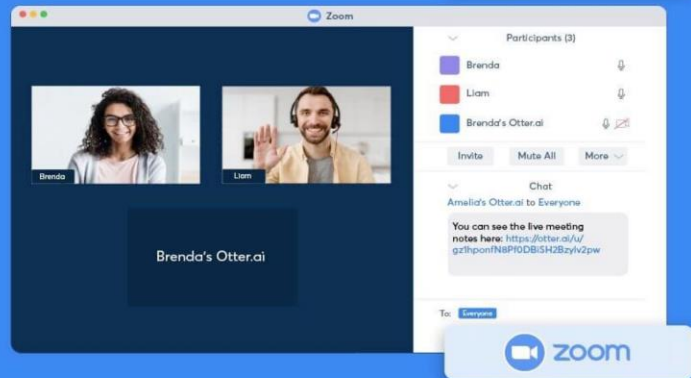 Zoom
Participants (3)
Brenda
Liam
Brenda's Otter.ai
Invite
Mute All
More
Chat
Amelia's Otter.ai to Everyone
You can see the live meeting
notes here: https://otter.ai/u/
gz1hponfN8Pf0DBiSH2Bzylv2pw
To: Everyone
Brenda
Liam
Brenda's Otter.ai
zoom